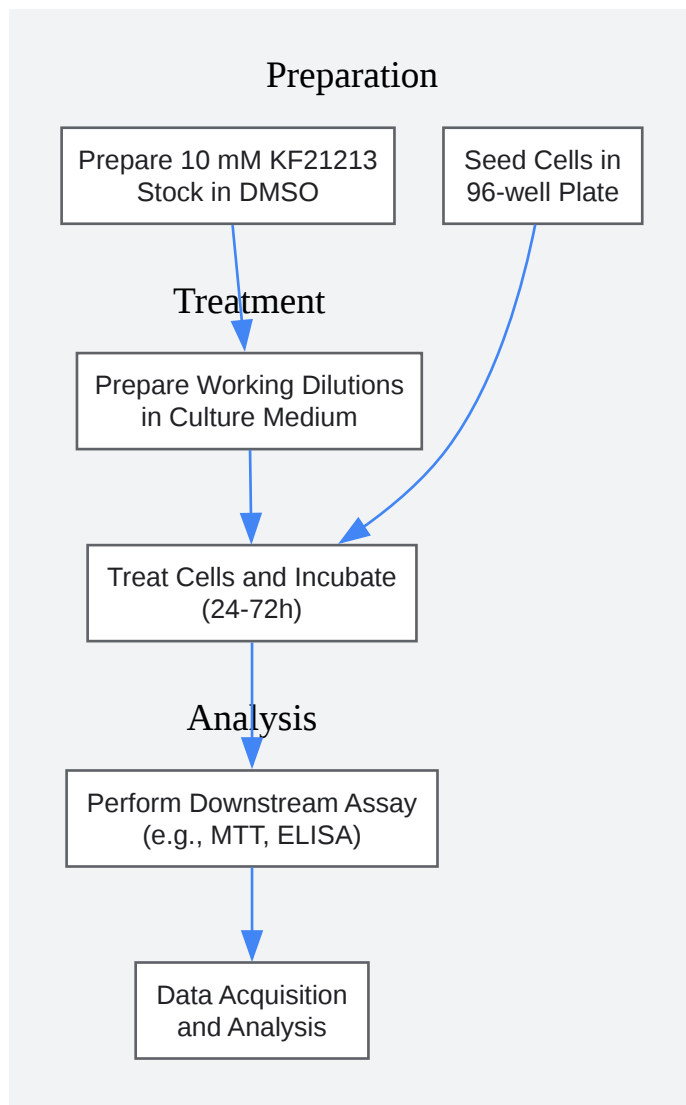 Preparation
Prepare 10 mM KF21213
Stock in DMSO
Seed Cells in
96-well Plate
Treatment
Prepare Working Dilutions
in Culture Medium
Treat Cells and Incubate
(24-72h)
Analysis
Perform Downstream Assay
(e.g., MTT, ELISA)
Data Acquisition
and Analysis